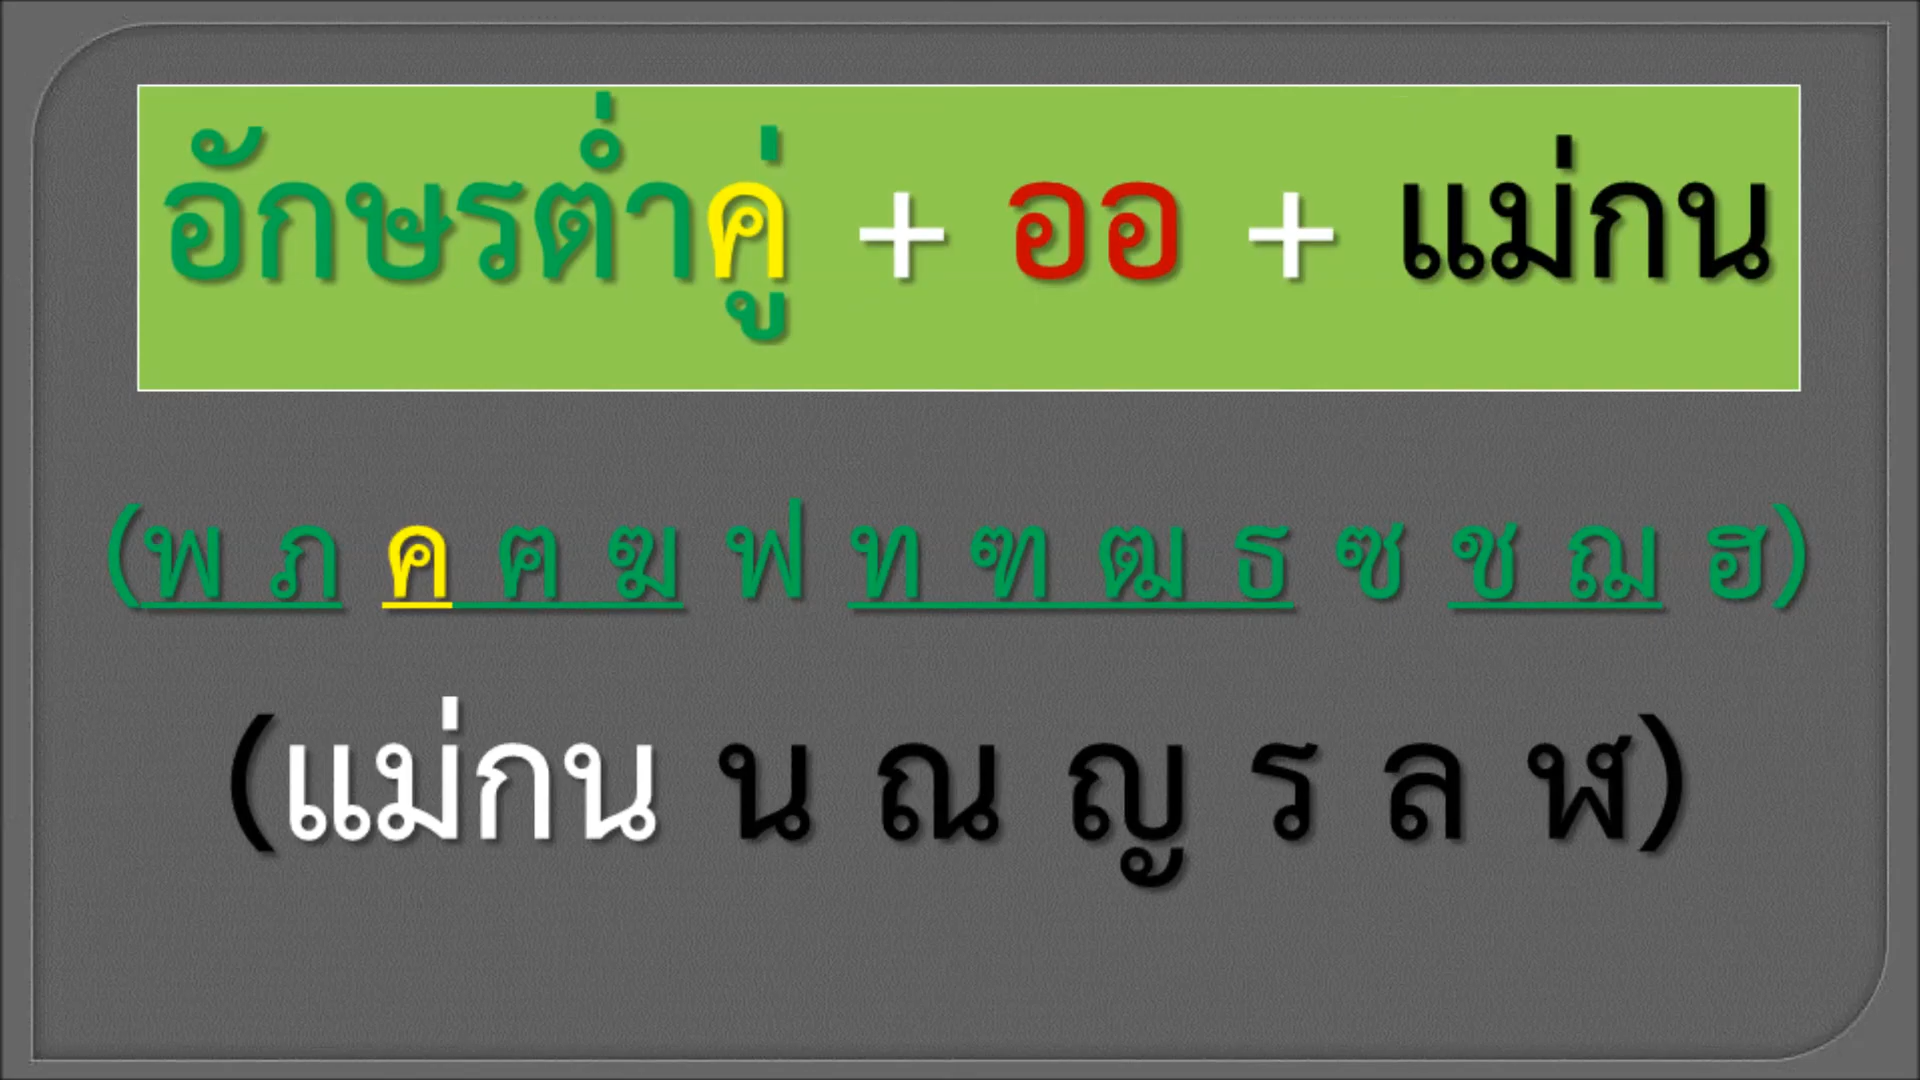 อักษรต่ำคู่ + ออ + แม่กน
(พ ภ ค ฅ ฆ ฟ ท ฑ ฒ ธ ซ ช ฌ ฮ)
(แม่กน น ณ ญ ร ล ฬ)